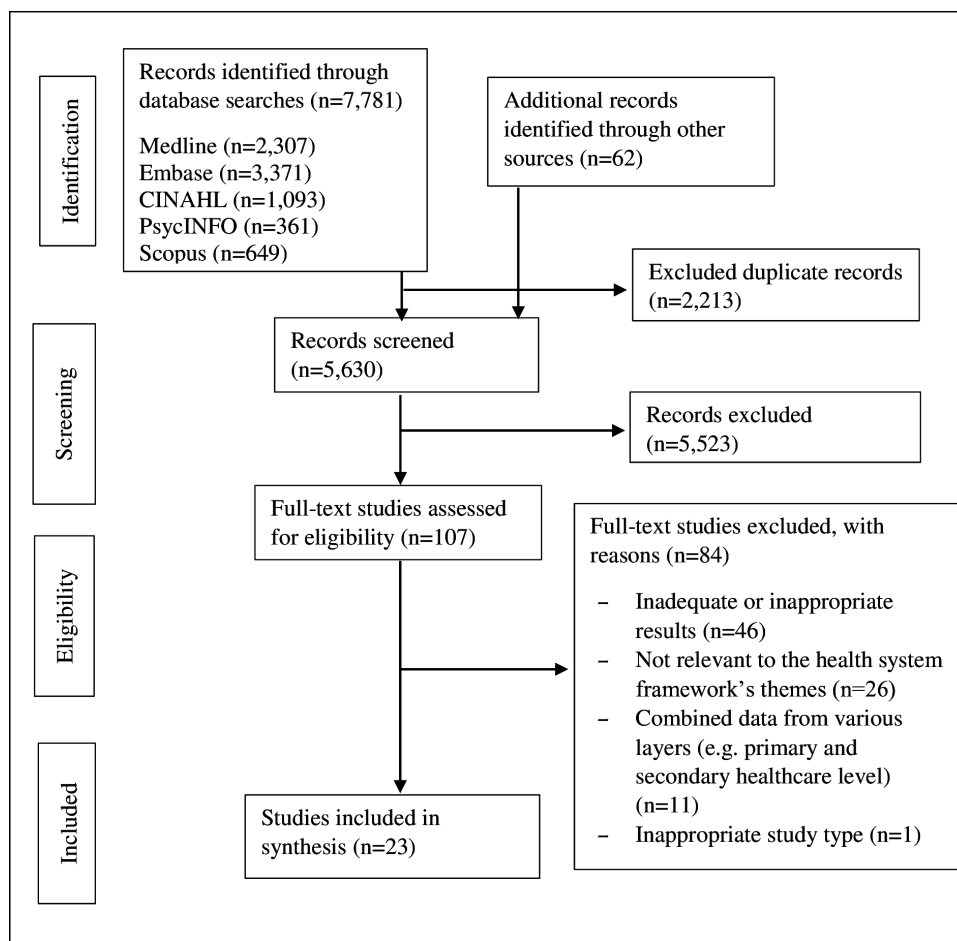 Identification
Records identified through
database searches (n=7,781)
Medline (n=2,307)
Embase (n=3,371)
CINAHL (n=1,093)
PsycINFO (n=361)
Scopus (n=649)
Additional records
identified through other
sources (n=62)
Excluded duplicate records
(n=2,213)
Screening
Records screened
(n=5,630)
Records excluded
(n=5,523)
Eligibility
Full-text studies assessed
for eligibility (n=107)
Full-text studies excluded, with
reasons (n=84)
– Inadequate or inappropriate
results (n=46)
– Not relevant to the health system
framework’s themes (n=26)
– Combined data from various
layers (e.g. primary and
secondary healthcare level)
(n=11)
– Inappropriate study type (n=1)
Included
Studies included in
synthesis (n=23)